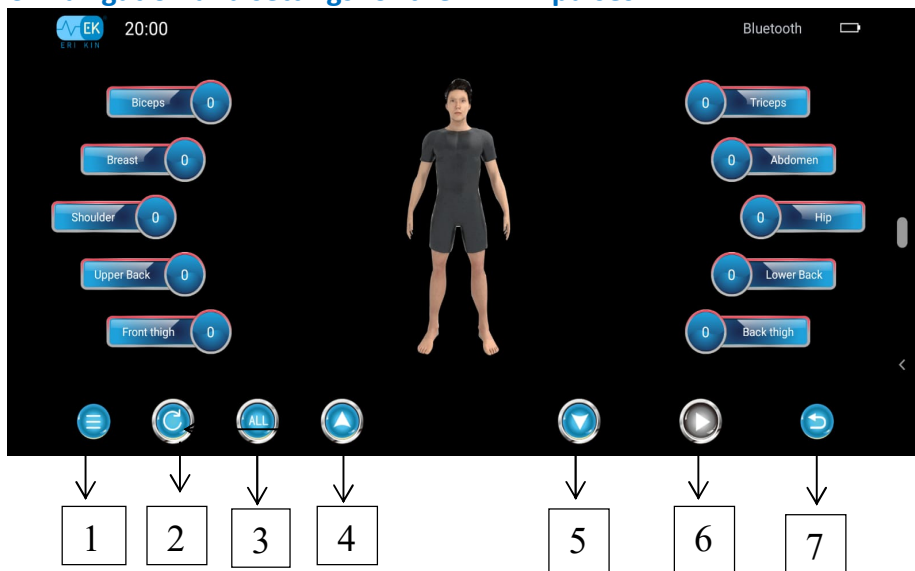 EK
ERI KIN
20:00
Bluetooth
Biceps 0
0 Triceps
Breast 0
0 Abdomen
Shoulder 0
0 Hip
Upper Back 0
0 Lower Back
Front thigh 0
0 Back thigh
ALL
1 2 3 4 5 6 7